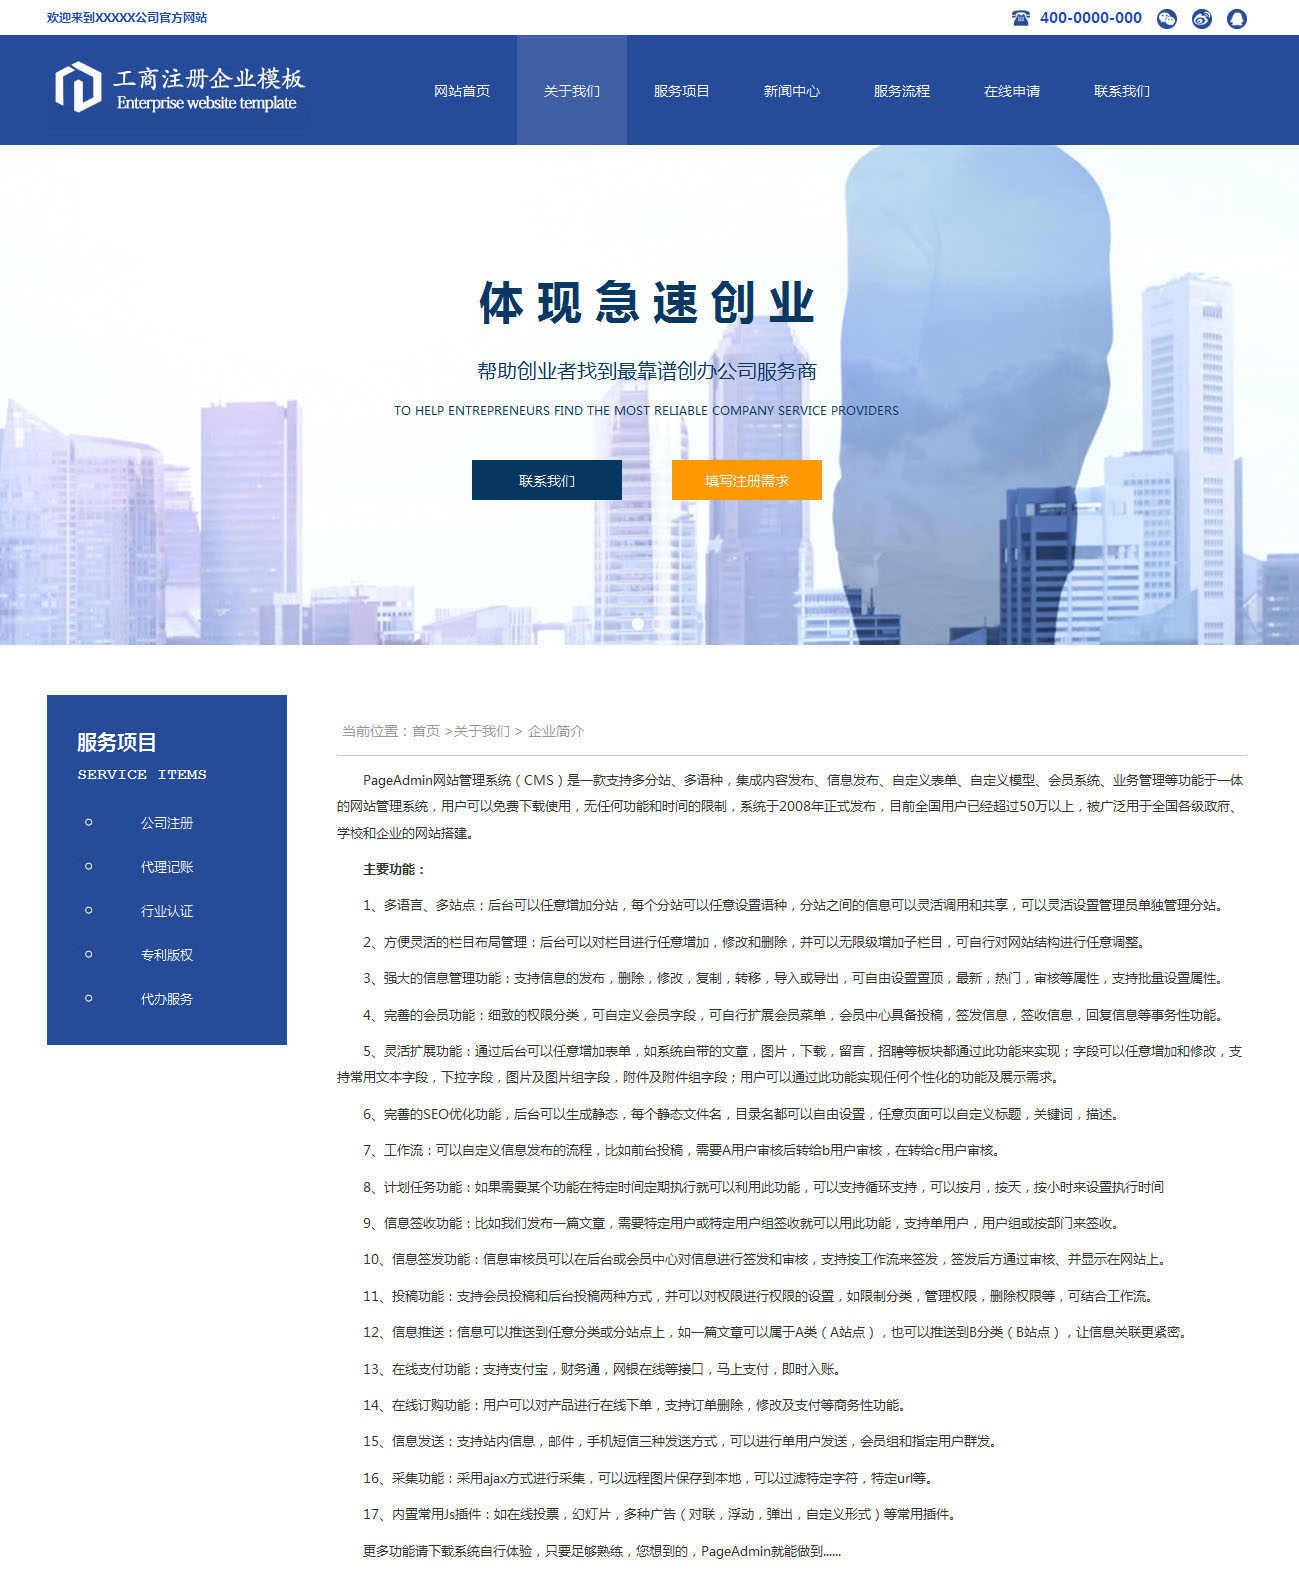 欢迎来到XXXXX公司官方网站
400-0000-000
工商注册企业模板
Enterprise website template
网站首页 关于我们 服务项目 新闻中心 服务流程 在线申请 联系我们
体现急速创业
帮助创业者找到最靠谱创办公司服务商
TO HELP ENTREPRENEURS FIND THE MOST RELIABLE COMPANY SERVICE PROVIDERS
联系我们 填写注册需求
服务项目
SERVICE ITEMS
公司注册
代理记账
行业认证
专利版权
代办服务
当前位置：首页 >关于我们 > 企业简介
PageAdmin网站管理系统（CMS）是一款支持多分站、多语种，集成内容发布、信息发布、自定义表单、自定义模型、会员系统、业务管理等功能于一体
的网站管理系统，用户可以免费下载使用，无任何功能和时间的限制，系统于2008年正式发布，目前全国用户已经超过50万以上，被广泛用于全国各级政府、
学校和企业的网站搭建。
主要功能：
1、多语言、多站点：后台可以任意增加分站，每个分站可以任意设置语种，分站之间的信息可以灵活调用和共享，可以灵活设置管理员单独管理分站。
2、方便灵活的栏目布局管理：后台可以对栏目进行任意增加，修改和删除，并可以无限级增加子栏目，可自行对网站结构进行任意调整。
3、强大的信息管理功能：支持信息的发布，删除，修改，复制，转移，导入或导出，可自由设置置顶，最新，热门，审核等属性，支持批量设置属性。
4、完善的会员功能：细致的权限分类，可自定义会员字段，可自行扩展会员菜单，会员中心具备投稿，签发信息，签收信息，回复信息等事务性功能。
5、灵活扩展功能：通过后台可以任意增加表单，如系统自带的文章，图片，下载，留言，招聘等板块都通过此功能来实现；字段可以任意增加和修改，支
持常用文本字段，下拉字段，图片及图片组字段，附件及附件组字段；用户可以通过此功能实现任何个性化的功能及展示需求。
6、完善的SEO优化功能，后台可以生成静态，每个静态文件名，目录名都可以自由设置，任意页面可以自定义标题，关键词，描述。
7、工作流：可以自定义信息发布的流程，比如前台投稿，需要A用户审核后转给b用户审核，在转给c用户审核。
8、计划任务功能：如果需要某个功能在特定时间定期执行就可以利用此功能，可以支持循环支持，可以按月，按天，按小时来设置执行时间
9、信息签收功能：比如我们发布一篇文章，需要特定用户或特定用户组签收就可以用此功能，支持单用户，用户组或按部门来签收。
10、信息签发功能：信息审核员可以在后台或会员中心对信息进行签发和审核，支持按工作流来签发，签发后方通过审核、并显示在网站上。
11、投稿功能：支持会员投稿和后台投稿两种方式，并可以对权限进行权限的设置，如限制分类，管理权限，删除权限等，可结合工作流。
12、信息推送：信息可以推送到任意分类或分站点上，如一篇文章可以属于A类（A站点），也可以推送到B分类（B站点），让信息关联更紧密。
13、在线支付功能：支持支付宝，财务通，网银在线等接口，马上支付，即时入账。
14、在线订购功能：用户可以对产品进行在线下单，支持订单删除，修改及支付等商务性功能。
15、信息发送：支持站内信息，邮件，手机短信三种发送方式，可以进行单用户发送，会员组和指定用户群发。
16、采集功能：采用ajax方式进行采集，可以远程图片保存到本地，可以过滤特定字符，特定url等。
17、内置常用Js插件：如在线投票，幻灯片，多种广告（对联，浮动，弹出，自定义形式）等常用插件。
更多功能请下载系统自行体验，只要足够熟练，您想到的，PageAdmin就能做到......